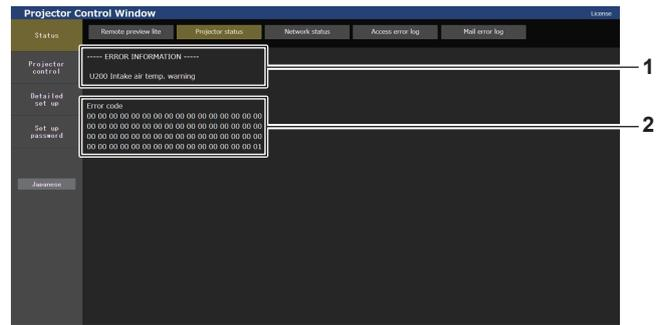 Projector Control Window
License
Status
Remote preview lite
Projector status
Network status
Access error log
Mail error log
----- ERROR INFORMATION -----
1
Projector
control
U200 Intake air temp. warning
Detailed
set up
Error code
00 00 00 00 00 00 00 00 00 00 00 00 00 00 00 00
2
00 00 00 00 00 00 00 00 00 00 00 00 00 00 00 00
Set up
password
00 00 00 00 00 00 00 00 00 00 00 00 00 00 00 00
00 00 00 00 00 00 00 00 00 00 00 00 00 00 00 01
Japanese